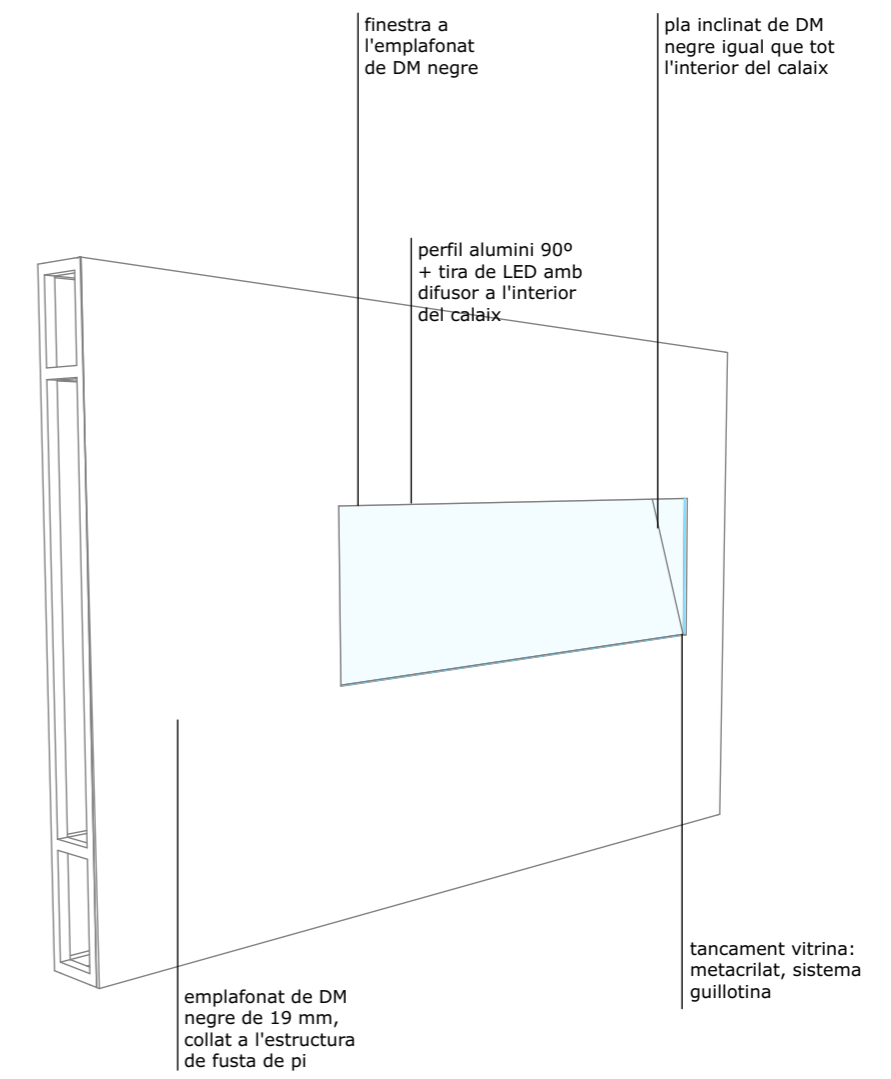 finestra a
l'emplafonat
de DM negre
pla inclinat de DM
negre igual que tot
l'interior del calaix
perfil alumini 90º
+ tira de LED amb
difusor a l'interior
del calaix
tancament vitrina:
metacrilat, sistema
guillotina
emplafonat de DM
negre de 19 mm,
collat a l'estructura
de fusta de pi